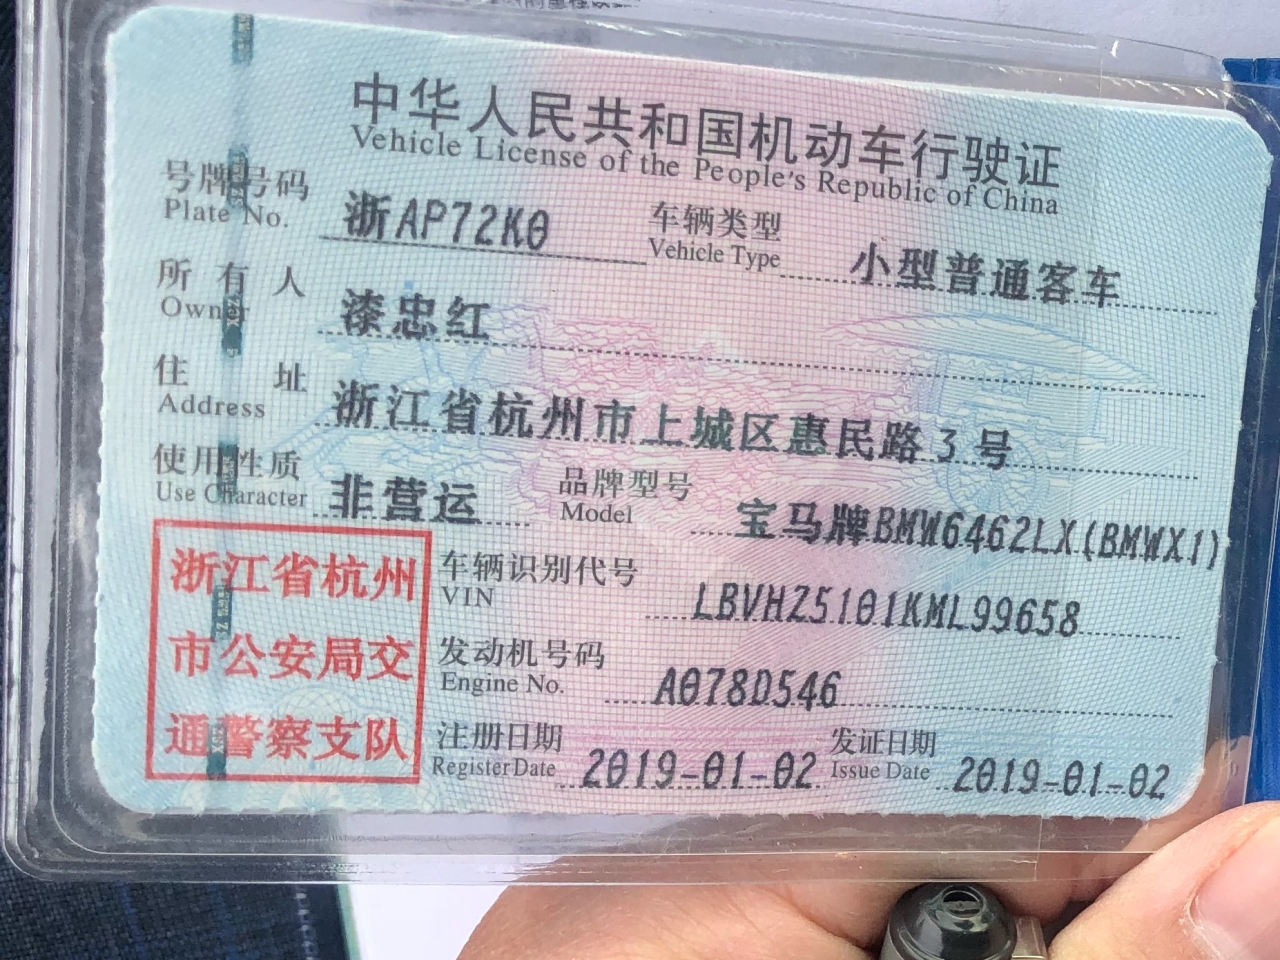 中华人民共和国机动车行驶证
Vehicle License of the People's Republic of China
号牌号码 浙AP72K0 车辆类型 小型普通客车
Plate No. Vehicle Type
所有人 漆忠红
Owner
住址 浙江省杭州市上城区惠民路3号
Address
使用性质 非营运 品牌型号 宝马牌BMW6462LX(BMWX1)
Use Character Model
浙江省杭州
市公安局交
通警察支队
车辆识别代号 LBVHZ5101KML99658
VIN
发动机号码 A078D546
Engine No.
注册日期 2019-01-02 发证日期 2019-01-02
Register Date Issue Date